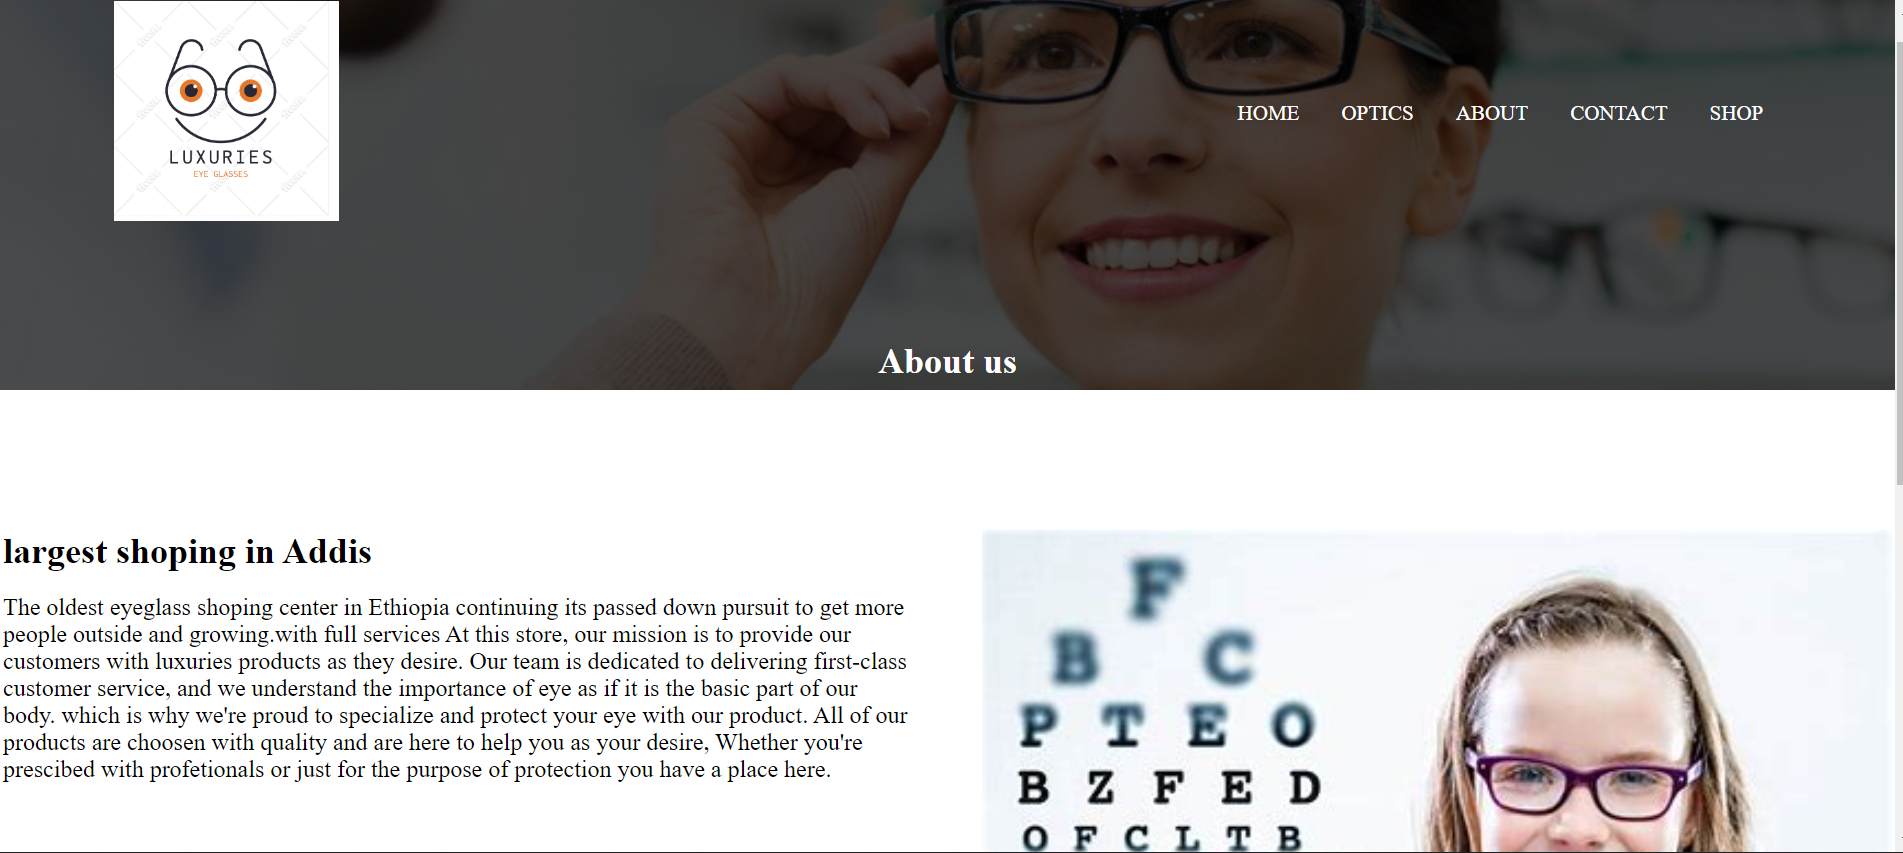 LUXURIES
EYE GLASSES
HOME OPTICS ABOUT CONTACT SHOP
About us
largest shoping in Addis
The oldest eyeglass shoping center in Ethiopia continuing its passed down pursuit to get more
people outside and growing.with full services At this store, our mission is to provide our
customers with luxuries products as they desire. Our team is dedicated to delivering first-class
customer service, and we understand the importance of eye as if it is the basic part of our
body. which is why we're proud to specialize and protect your eye with our product. All of our
products are choosen with quality and are here to help you as your desire, Whether you're
prescibed with profetionals or just for the purpose of protection you have a place here.
F
B C
P T E O
B Z F E D
O F C L T B